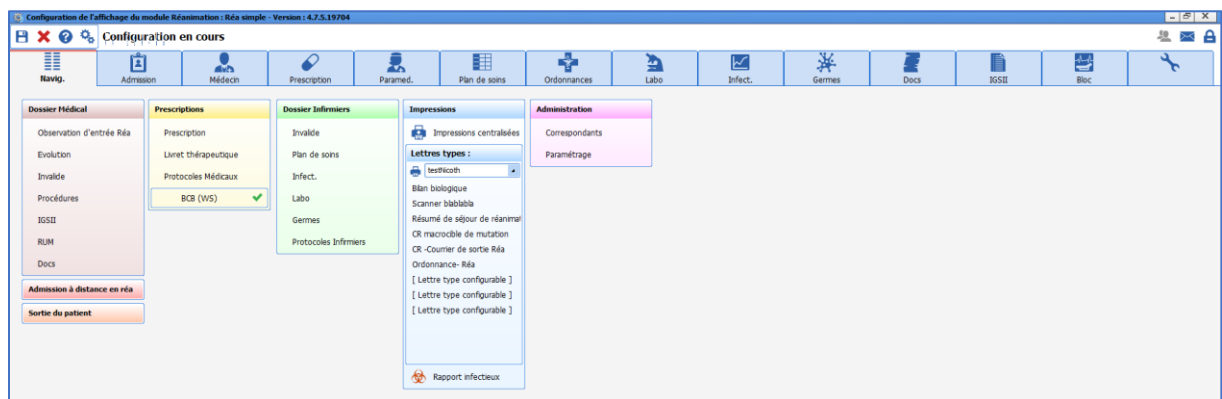 Configuration de l'affichage du module Réanimation : Réa simple - Version : 4.7.5.19704
Configuration en cours
Navig.
Admission
Médecin
Prescription
Paramed.
Plan de soins
Ordonnances
Labo
Infect.
Germes
Docs
IGSII
Bloc
Dossier Médical
Observation d'entrée Réa
Evolution
Invalide
Procédures
IGSII
RUM
Docs
Admission à distance en réa
Sortie du patient
Prescriptions
Prescription
Livret thérapeutique
Protocoles Médicaux
BCB (WS)
Dossier Infirmiers
Invalide
Plan de soins
Infect.
Labo
Germes
Protocoles Infirmiers
Impressions
Impressions centralisées
Lettres types :
testNicoth
Bilan biologique
Scanner blablabla
Résumé de séjour de réanimat
CR macrocible de mutation
CR -Courrier de sortie Réa
Ordonnance- Réa
[ Lettre type configurable ]
[ Lettre type configurable ]
[ Lettre type configurable ]
Rapport infectieux
Administration
Correspondants
Paramétrage